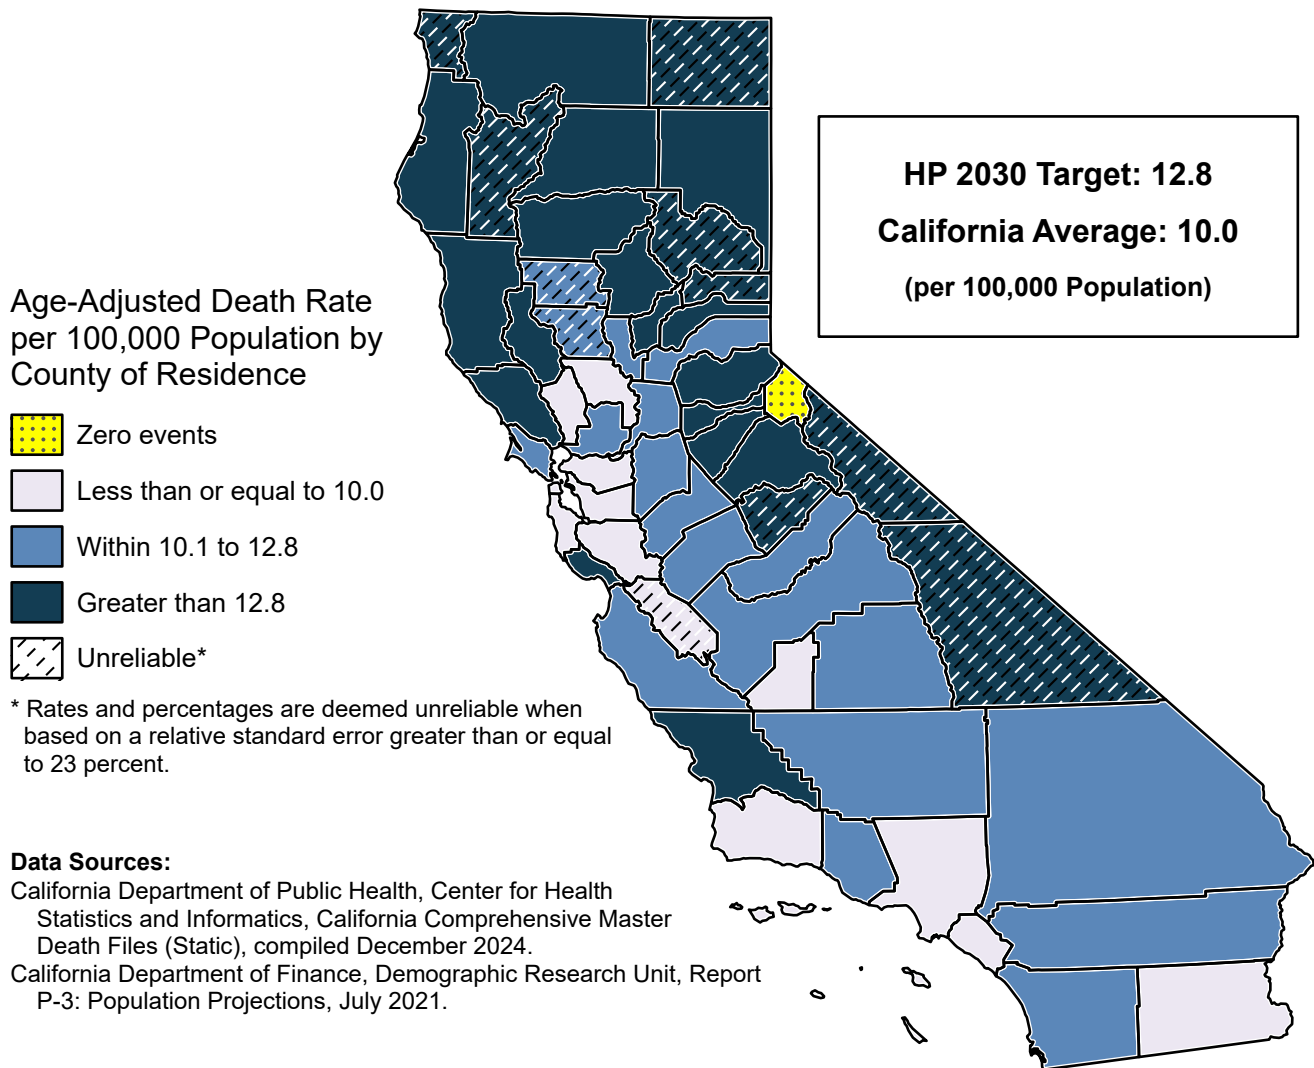 HP 2030 Target: 12.8
California Average: 10.0
(per 100,000 Population)
Age-Adjusted Death Rate
per 100,000 Population by
County of Residence
Zero events
Less than or equal to 10.0
Within 10.1 to 12.8
Greater than 12.8
Unreliable*
* Rates and percentages are deemed unreliable when
based on a relative standard error greater than or equal
to 23 percent.
Data Sources:
California Department of Public Health, Center for Health
Statistics and Informatics, California Comprehensive Master
Death Files (Static), compiled December 2024.
California Department of Finance, Demographic Research Unit, Report
P-3: Population Projections, July 2021.